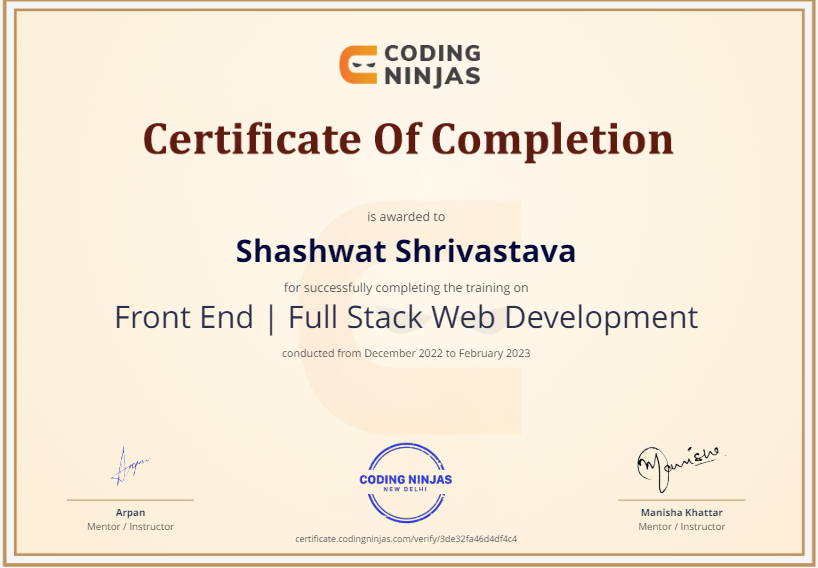 CODING
NINJAS
Certificate Of Completion
is awarded to
Shashwat Shrivastava
for successfully completing the training on
Front End | Full Stack Web Development
conducted from December 2022 to February 2023
Arpan
Manisha
CODING NINJAS
NEW DELHI
Arpan
Mentor / Instructor
Manisha Khattar
Mentor / Instructor
certificate.codingninjas.com/verify/3de32fa46d4df4c4